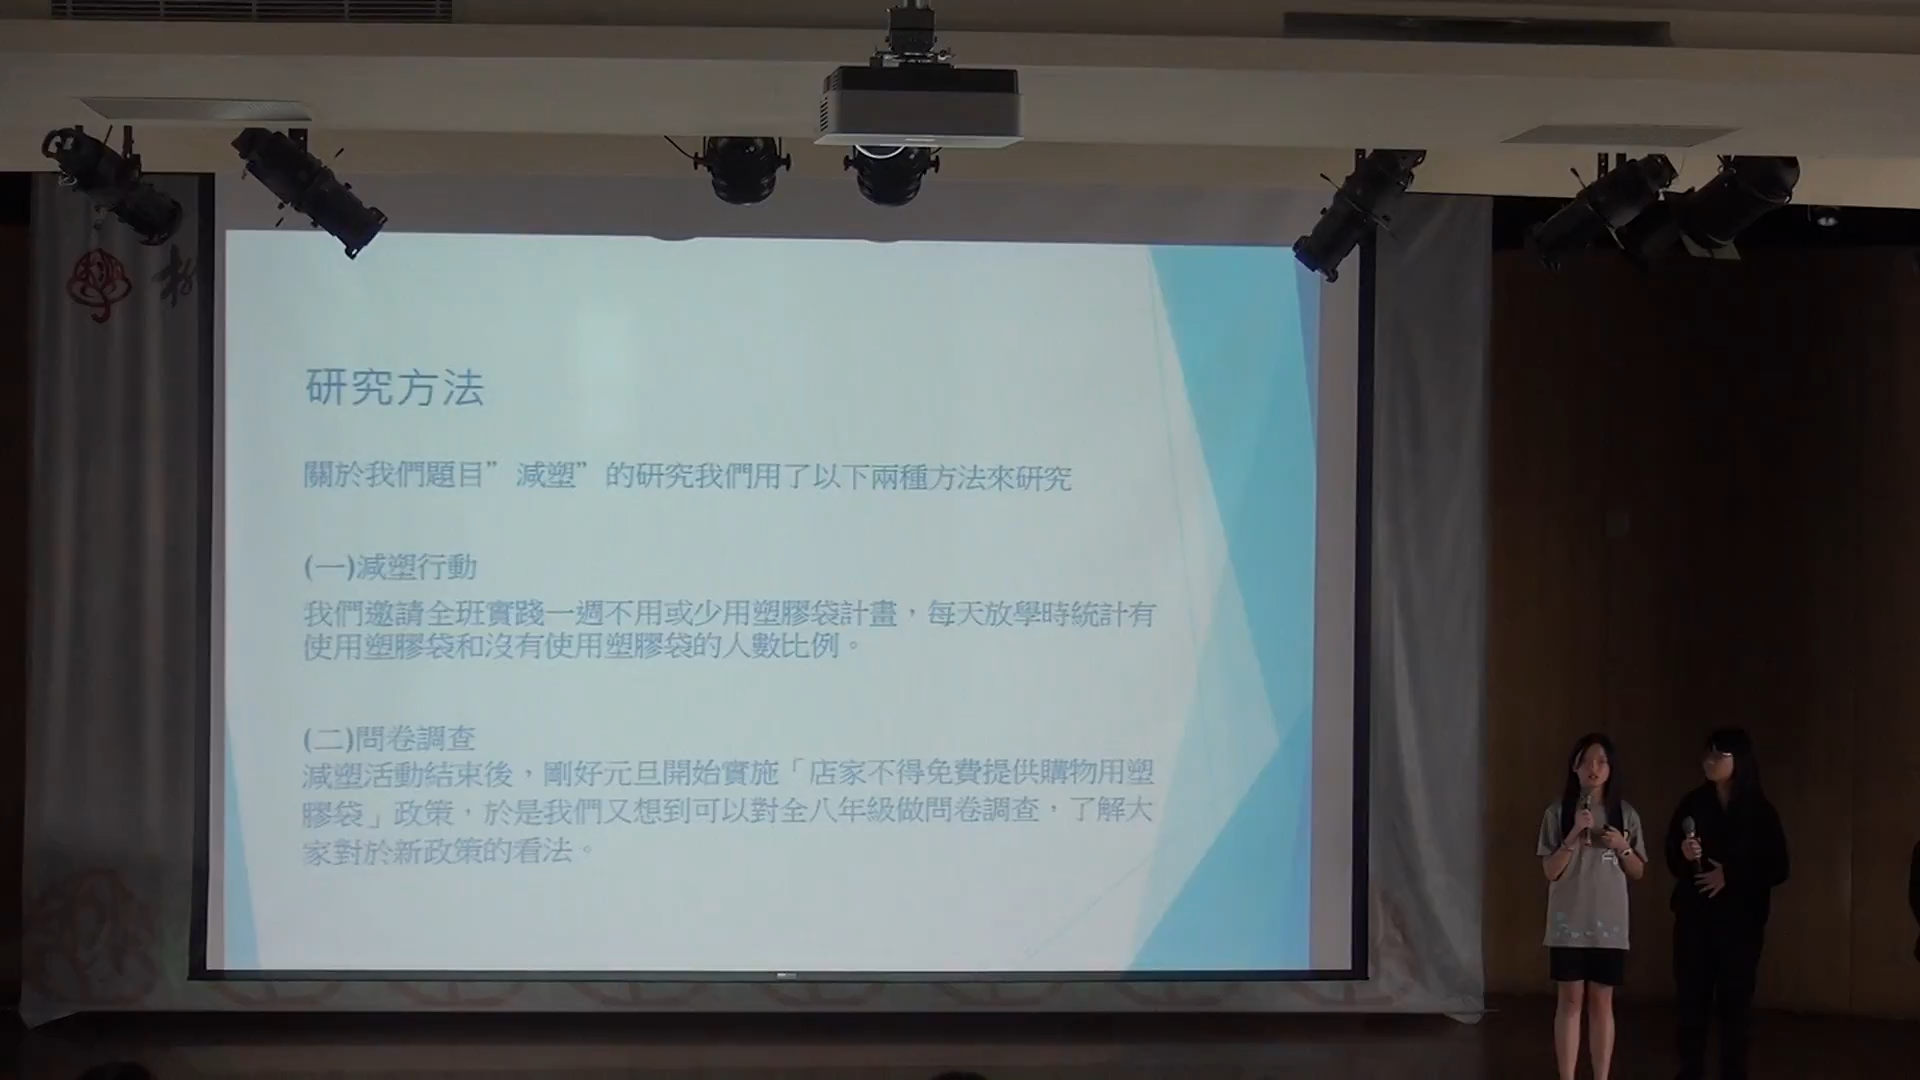 研究方法
關於我們題目”減塑”的研究我們用了以下兩種方法來研究
(一)減塑行動
我們邀請全班實踐一週不用或少用塑膠袋計畫，每天放學時統計有
使用塑膠袋和沒有使用塑膠袋的人數比例。
(二)問卷調查
減塑活動結束後，剛好元旦開始實施「店家不得免費提供購物用塑
膠袋」政策，於是我們又想到可以對全八年級做問卷調查，了解大
家對於新政策的看法。